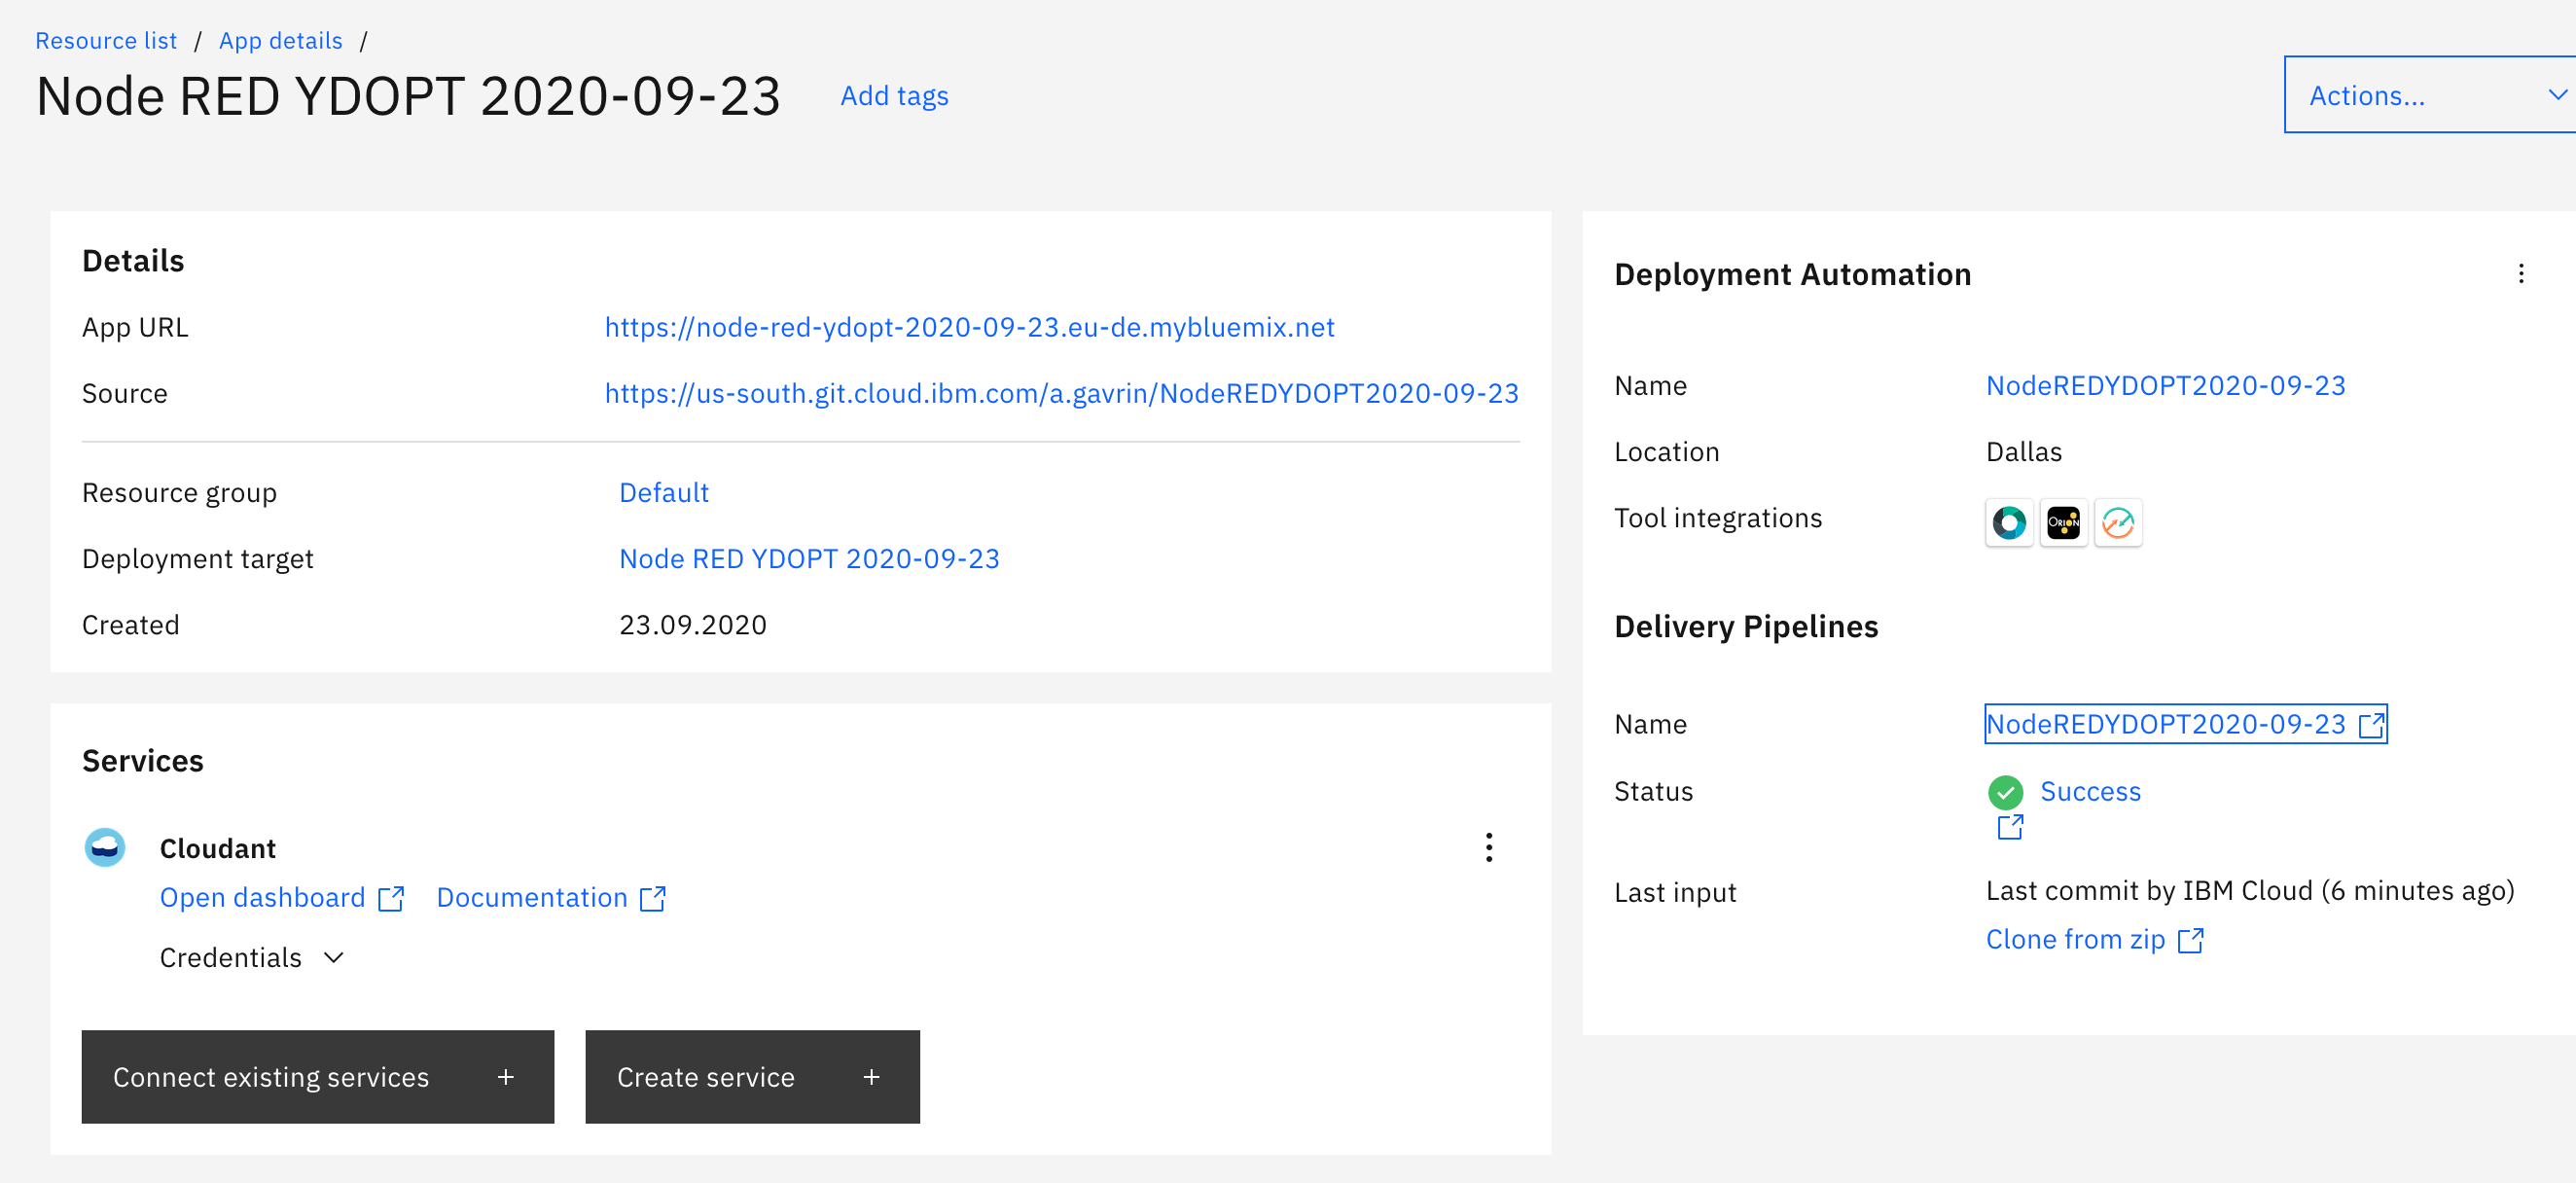 Resource list / App details /
Node RED YDOPT 2020-09-23 Add tags
Actions...
Details
App URL https://node-red-ydopt-2020-09-23.eu-de.mybluemix.net
Source https://us-south.git.cloud.ibm.com/a.gavrin/NodeREDYDOPT2020-09-23
Resource group Default
Deployment target Node RED YDOPT 2020-09-23
Created 23.09.2020
Services
Cloudant
Open dashboard Documentation
Credentials
Connect existing services +
Create service +
Deployment Automation
Name NodeREDYDOPT2020-09-23
Location Dallas
Tool integrations ORION
Delivery Pipelines
Name NodeREDYDOPT2020-09-23
Status Success
Last input Last commit by IBM Cloud (6 minutes ago)
Clone from zip